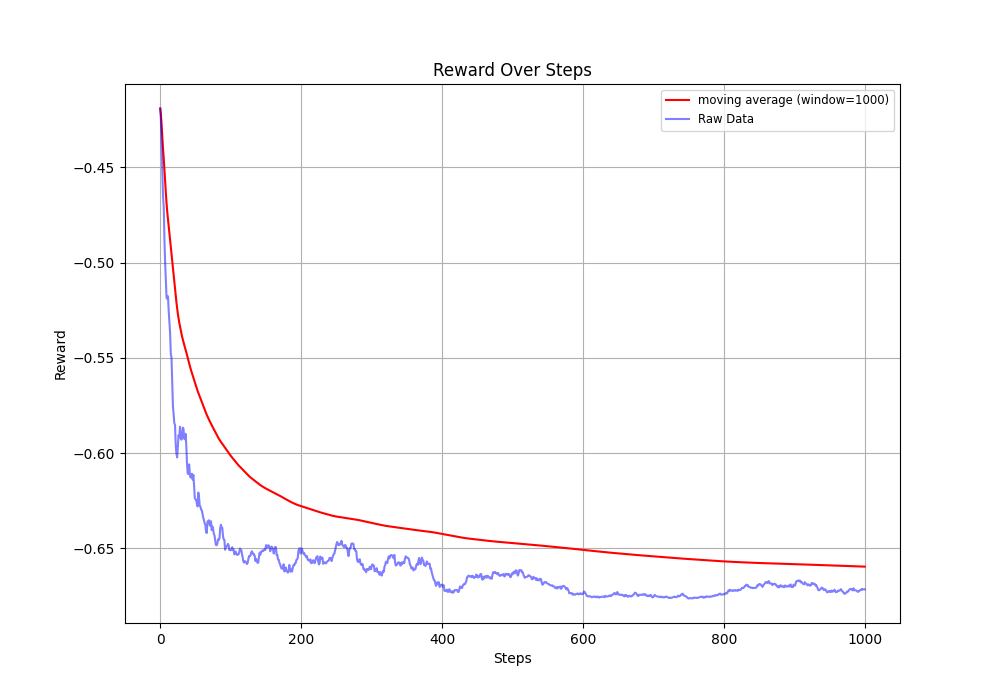 Reward Over Steps
moving average (window=1000)
Raw Data
−0.45
−0.50
−0.55
−0.60
−0.65
Reward
0
200
400
600
800
1000
Steps